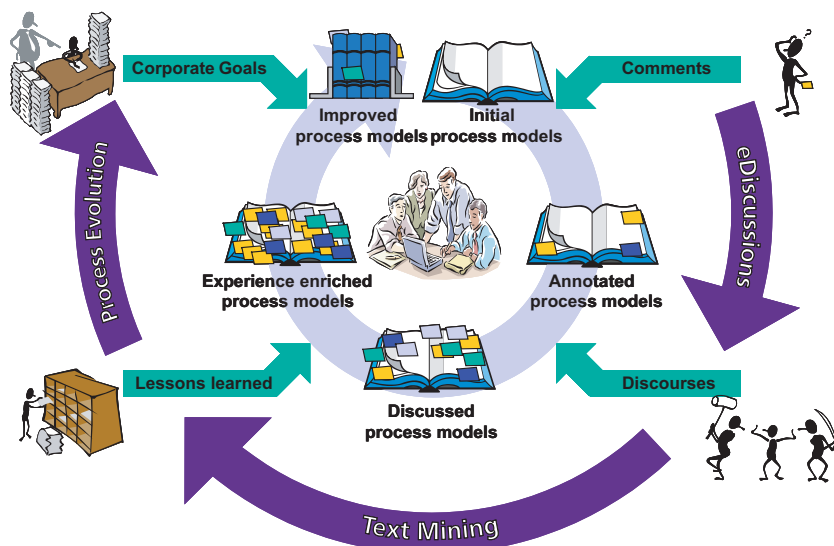 Corporate Goals
Comments
Improved
process models
Initial
process models
eDiscussions
Process Evolution
Experience enriched
process models
Annotated
process models
Lessons learned
Discourses
Discussed
process models
Text Mining
?